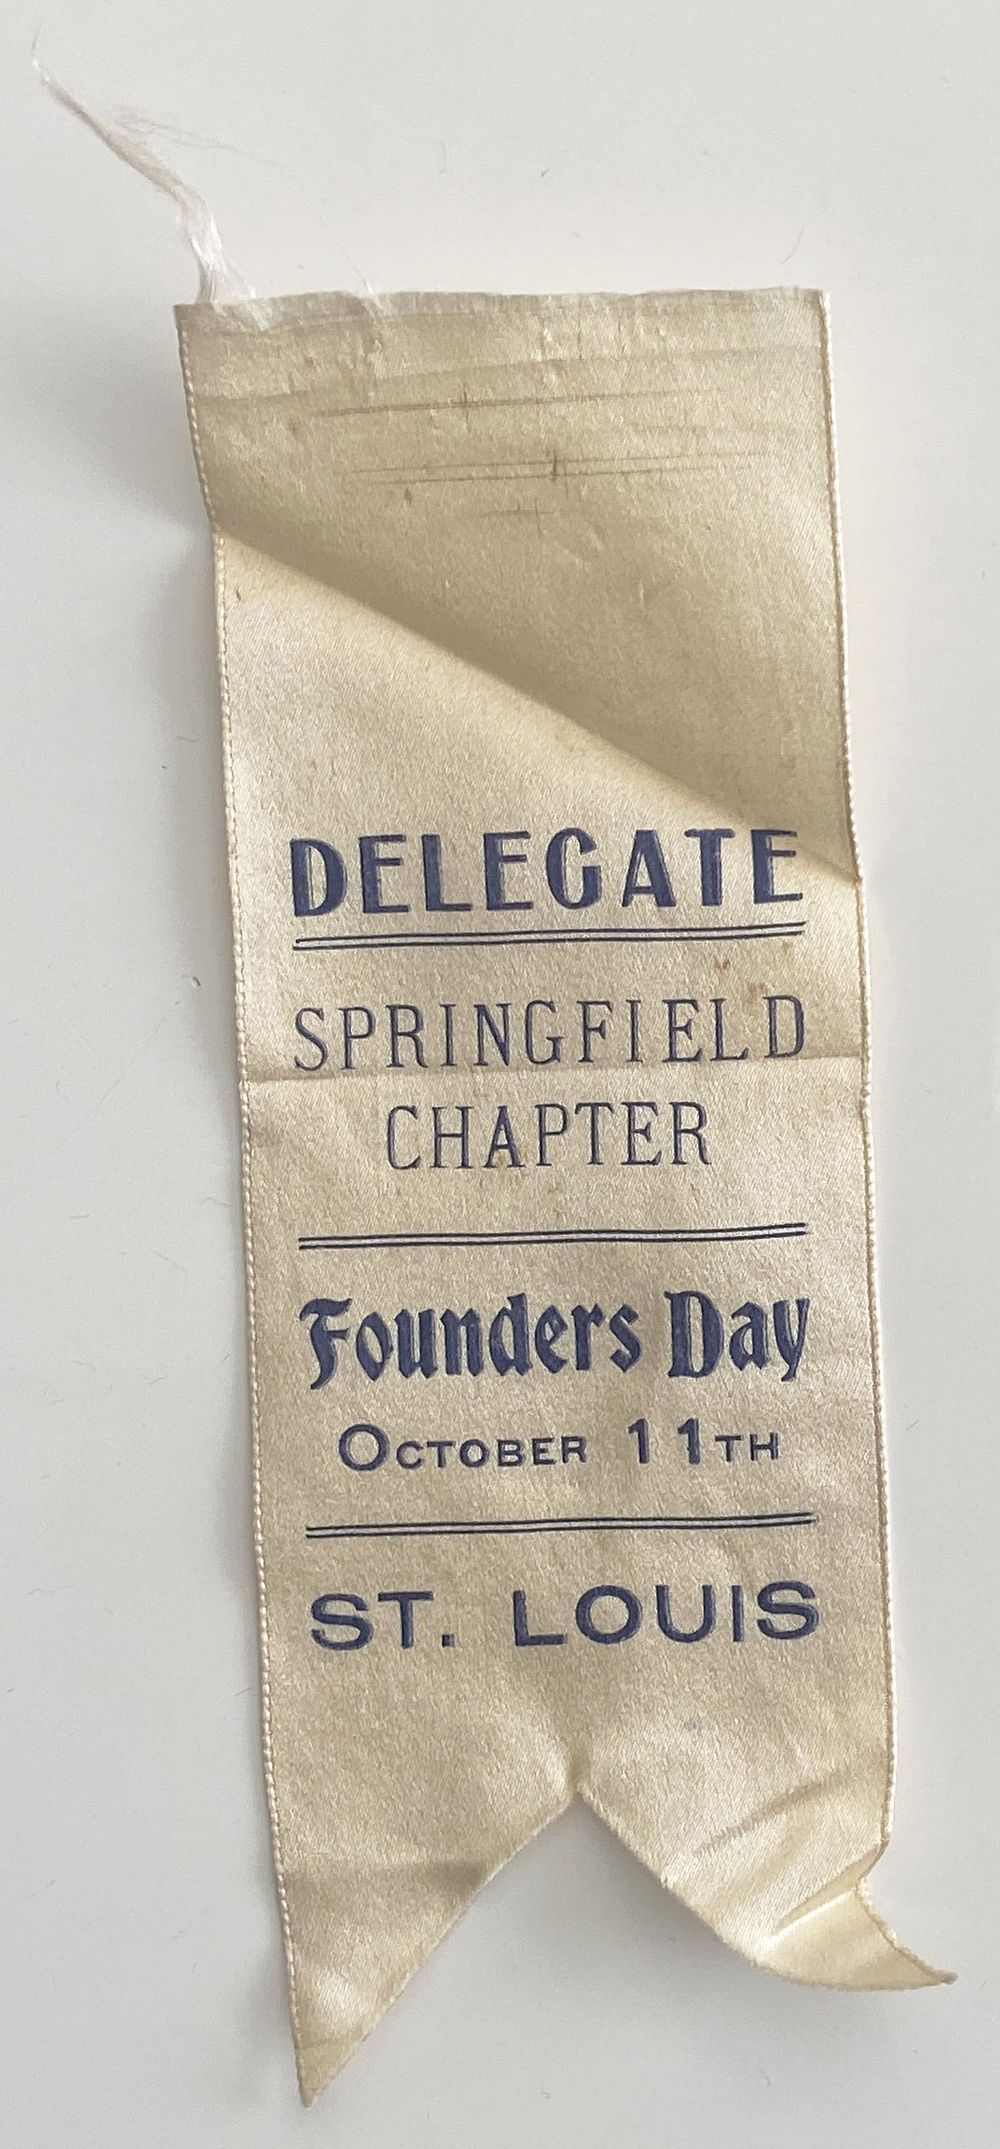 DELEGATE
SPRINGFIELD
CHAPTER
Founders Day
OCTOBER 11TH
ST. LOUIS